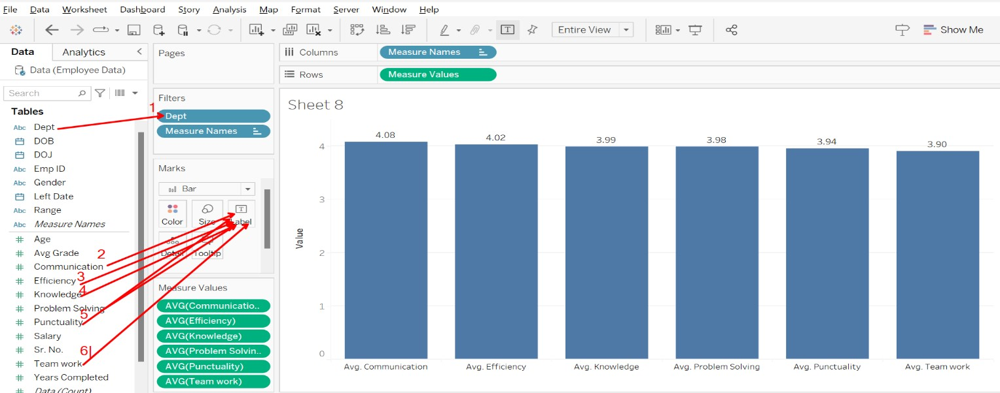 File Data Worksheet Dashboard Story Analysis Map Format Server Window Help
Entire View
Show Me
Data Analytics
Data (Employee Data)
Search
Tables
Abc Dept
DOB
DOJ
Abc Emp ID
Abc Gender
Left Date
Abc Range
Abc Measure Names
Age
Avg Grade
Communication
Efficiency
Knowledge
Problem Solving
Punctuality
Salary
Sr. No.
Team work
Years Completed
Data (Count)
1
2
3
4
5
6|
Pages
Filters
Dept
Measure Names
Marks
Bar
Color Size Label
Detail Tooltip
Measure Values
AVG(Communicatio..
AVG(Efficiency)
AVG(Knowledge)
AVG(Problem Solvin..
AVG(Punctuality)
AVG(Team work)
Columns Measure Names
Rows Measure Values
Sheet 8
4.08 4.02 3.99 3.98 3.94 3.90
4
3
2
1
0
Value
Avg. Communication Avg. Efficiency Avg. Knowledge Avg. Problem Solving Avg. Punctuality Avg. Team work